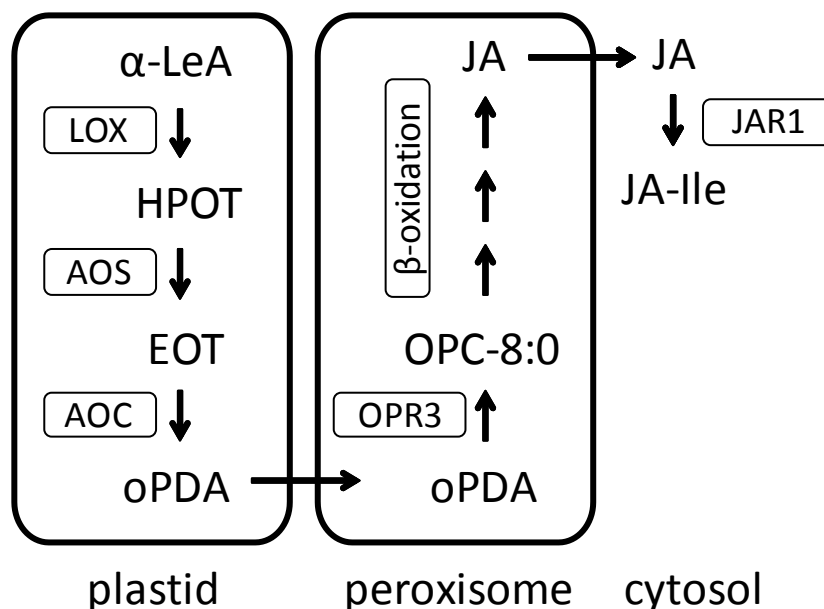 α-LeA
LOX
HPOT
AOS
EOT
AOC
oPDA
plastid
JA
β-oxidation
OPC-8:0
OPR3
oPDA
peroxisome
JA
JAR1
JA-Ile
cytosol